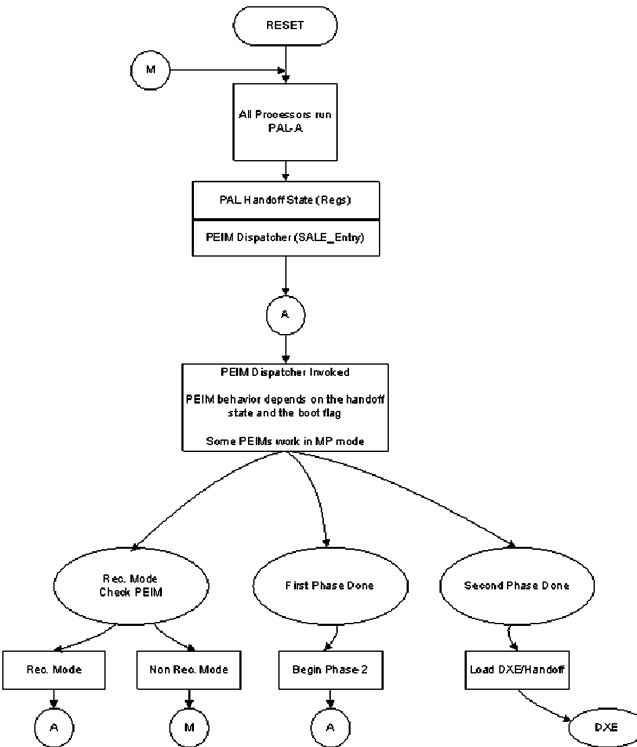 RESET
M
All Processors run
PAL-A
PAL Handoff State (Regs)
PEIM Dispatcher (SALE_Entry)
A
PEIM Dispatcher Invoked
PEIM behavior depends on the handoff
state and the boot flag
Some PEIMs work in MP mode
Rec. Mode
Check PEIM
First Phase Done
Second Phase Done
Rec. Mode
Non Rec. Mode
Begin Phase-2
Load DXE/Handoff
A
M
A
DXE